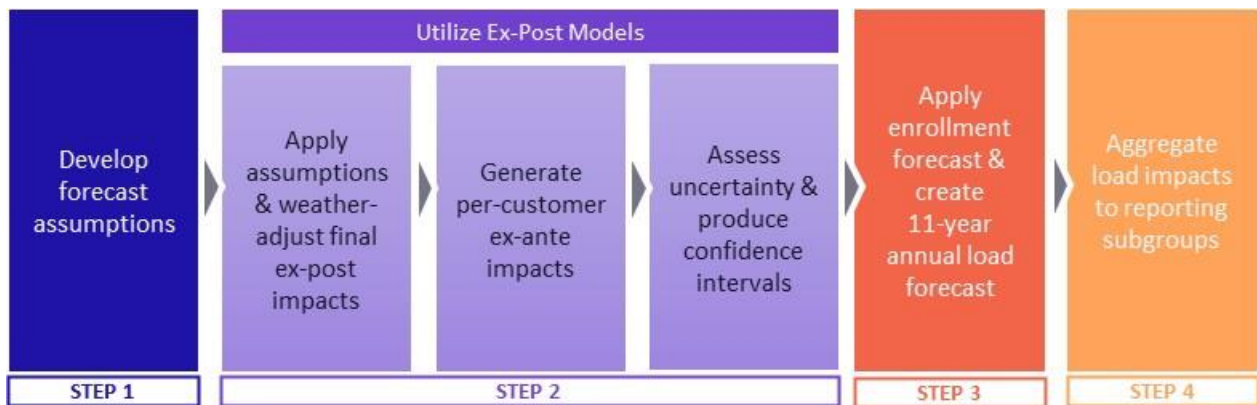 Utilize Ex-Post Models
Develop
forecast
assumptions
Apply
assumptions
& weather-
adjust final
ex-post
impacts
Generate
per-customer
ex-ante
impacts
Assess
uncertainty &
produce
confidence
intervals
Apply
enrollment
forecast &
create
11-year
annual load
forecast
Aggregate
load impacts
to reporting
subgroups
STEP 1
STEP 2
STEP 3
STEP 4